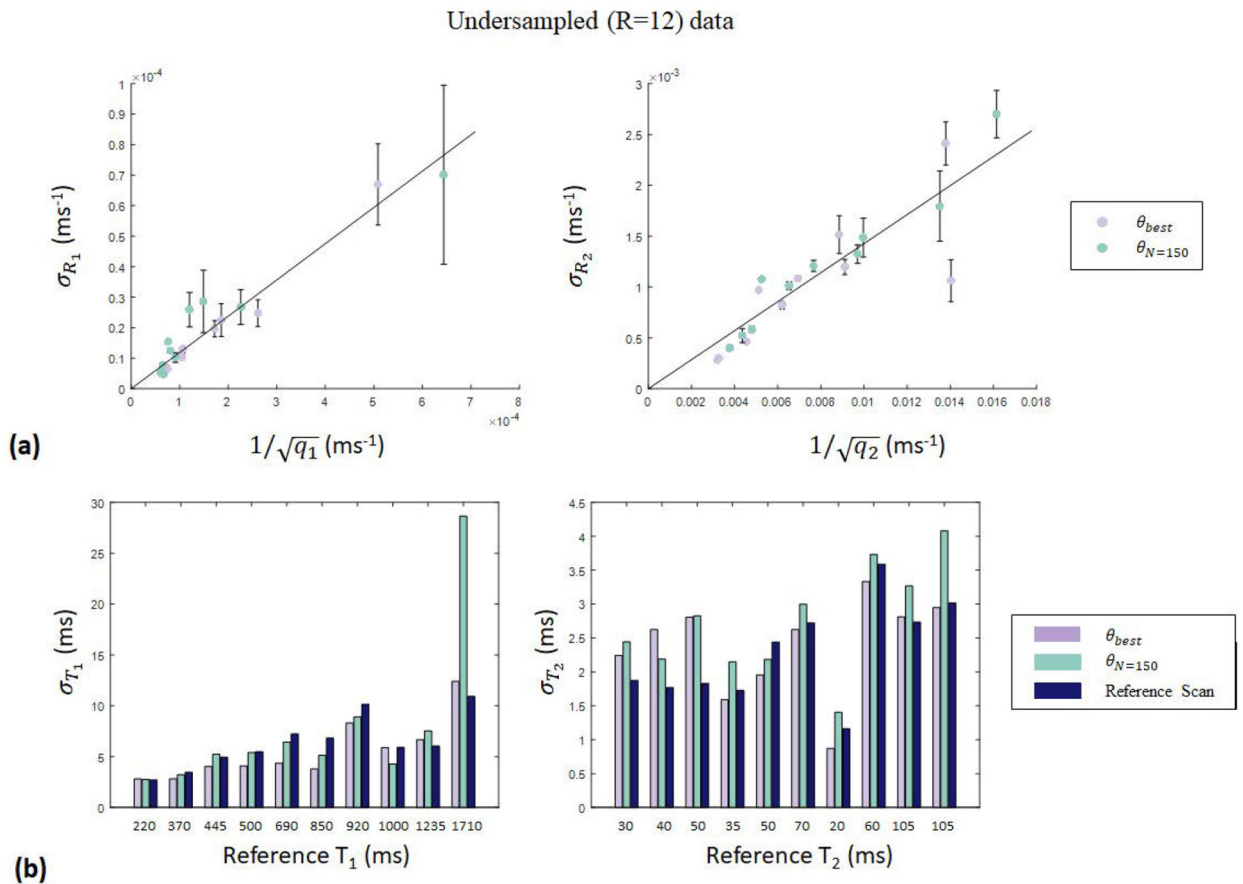 Undersampled (R=12) data
×10⁻⁴
1
0.9
0.8
0.7
0.6
0.5
0.4
0.3
0.2
0.1
0
σR₁ (ms⁻¹)
0 1 2 3 4 5 6 7 8
×10⁻⁴
1/√q₁ (ms⁻¹)
×10⁻³
3
2.5
2
1.5
1
0.5
0
σR₂ (ms⁻¹)
0 0.002 0.004 0.006 0.008 0.01 0.012 0.014 0.016 0.018
1/√q₂ (ms⁻¹)
θbest
θN=150
(a)
30
25
20
15
10
5
0
σT₁ (ms)
220 370 445 500 690 850 920 1000 1235 1710
Reference T₁ (ms)
4.5
4
3.5
3
2.5
2
1.5
1
0.5
0
σT₂ (ms)
30 40 50 35 50 70 20 60 105 105
Reference T₂ (ms)
θbest
θN=150
Reference Scan
(b)